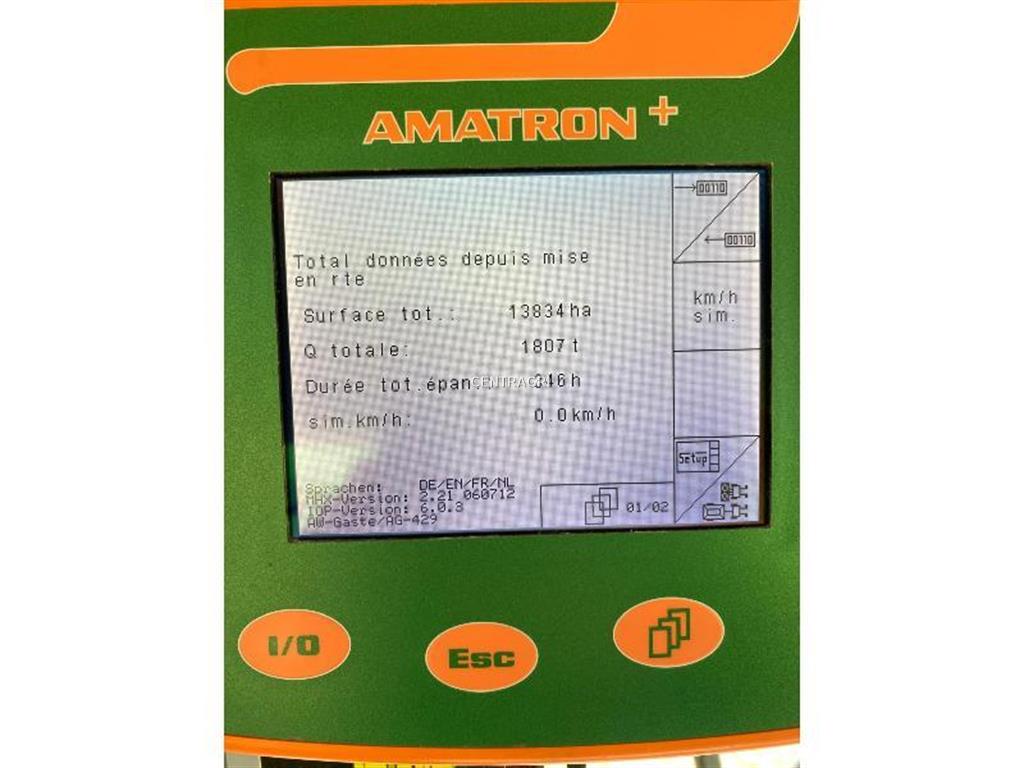 AMATRON+
00110
00110
Total données depuis mise
en rte
km/h
sim.
Surface tot.: 13834 ha
Q totale: 1807 t
Durée tot.épan: 346 h
CENTRAGRI
sim.km/h: 0.0 km/h
Setup
Sprachen: DE/EN/FR/NL
MAX-Version: 2.21 060712
IOP-Version: 6.0.3
AW-Gaste/AG-429
01/02
I/O
Esc